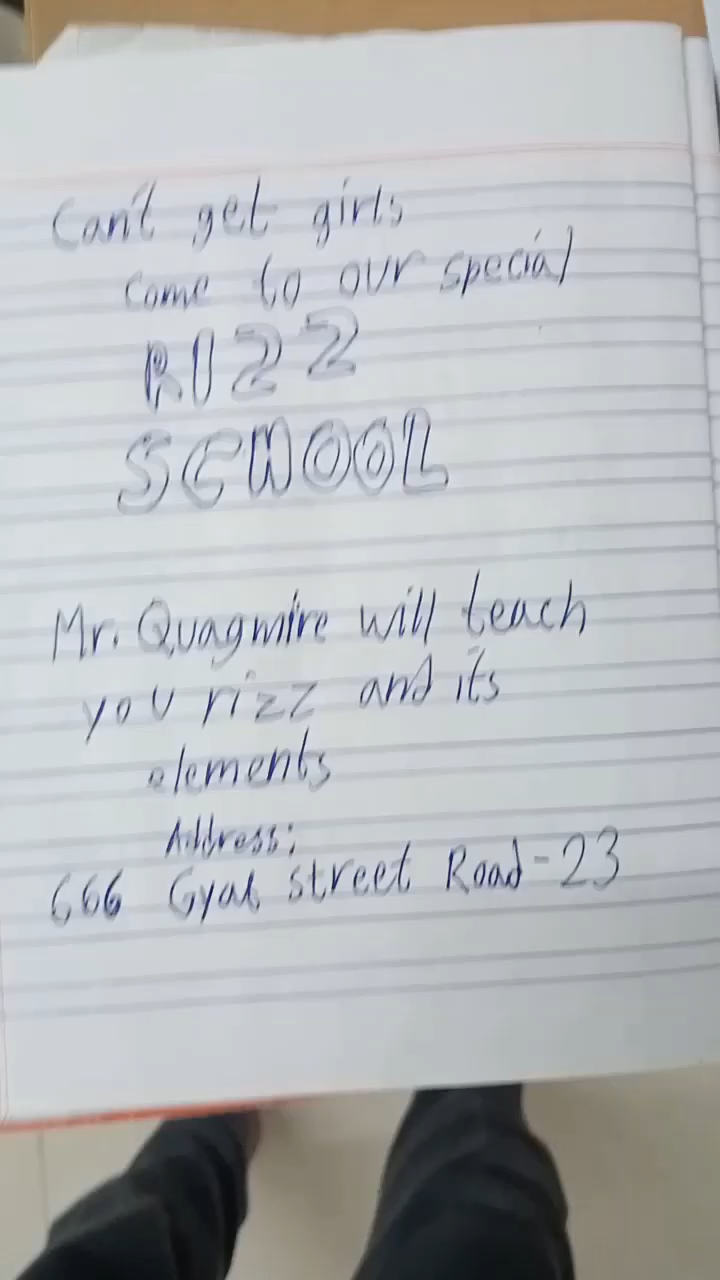 Can't get girls
come to our special
RIZZ
SCHOOL
Mr. Quagmire will teach
you rizz and its
elements
Address:
666 Gyat street Road-23